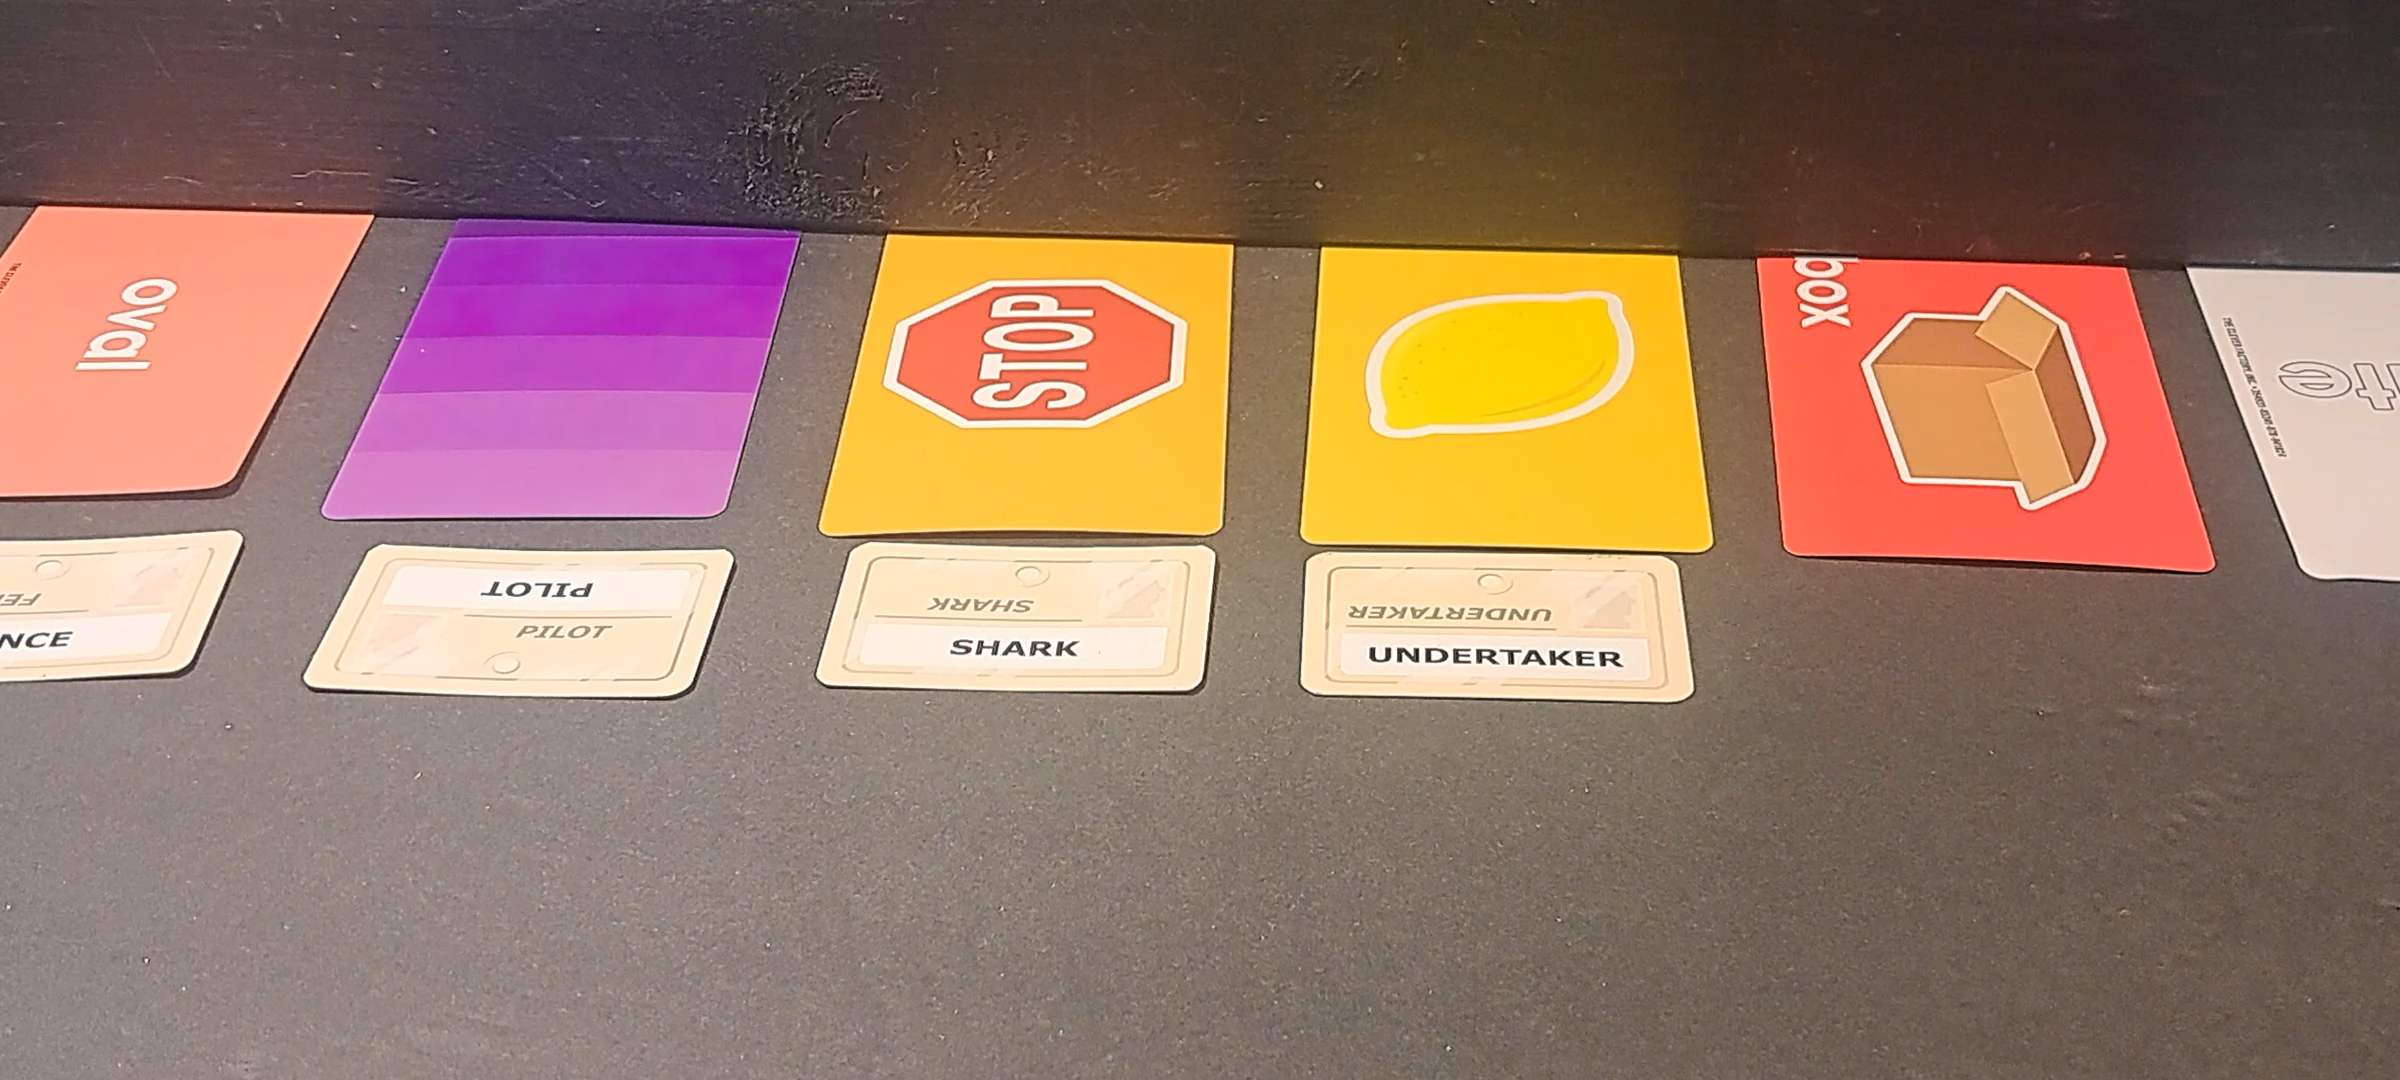 oval
STOP
box
NCE
PILOT
PILOT
SHARK
SHARK
UNDERTAKER
UNDERTAKER